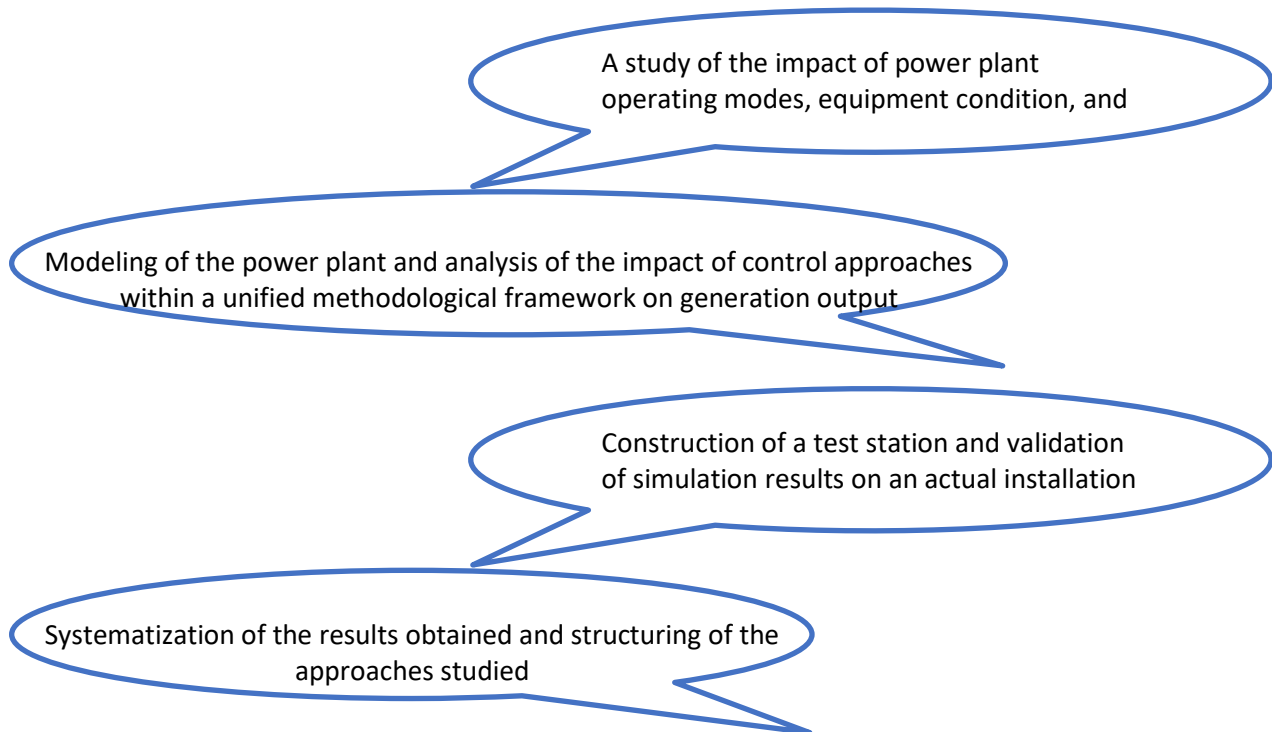 A study of the impact of power plant
operating modes, equipment condition, and
Modeling of the power plant and analysis of the impact of control approaches
within a unified methodological framework on generation output
Construction of a test station and validation
of simulation results on an actual installation
Systematization of the results obtained and structuring of the
approaches studied